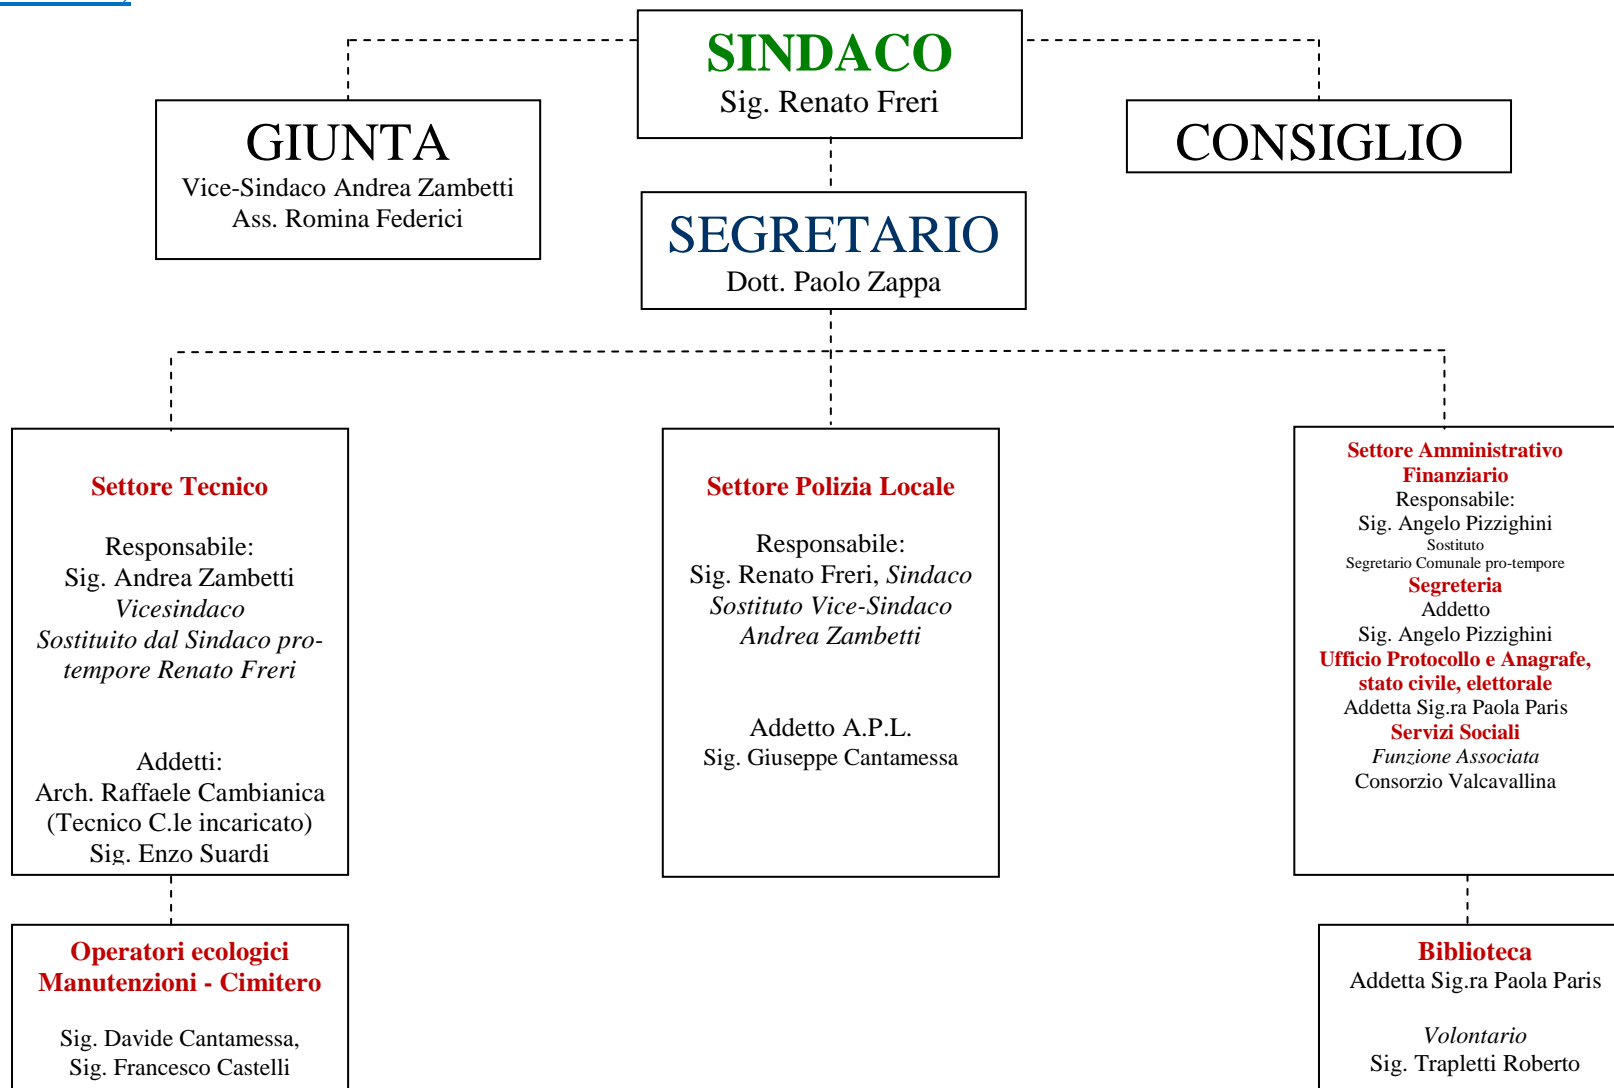 SINDACO
Sig. Renato Freri
GIUNTA
Vice-Sindaco Andrea Zambetti
Ass. Romina Federici
CONSIGLIO
SEGRETARIO
Dott. Paolo Zappa
Settore Tecnico
Responsabile:
Sig. Andrea Zambetti
Vicesindaco
Sostituito dal Sindaco pro-
tempore Renato Freri
Addetti:
Arch. Raffaele Cambianica
(Tecnico C.le incaricato)
Sig. Enzo Suardi
Settore Polizia Locale
Responsabile:
Sig. Renato Freri, Sindaco
Sostituto Vice-Sindaco
Andrea Zambetti
Addetto A.P.L.
Sig. Giuseppe Cantamessa
Settore Amministrativo
Finanziario
Responsabile:
Sig. Angelo Pizzighini
Sostituto
Segretario Comunale pro-tempore
Segreteria
Addetto
Sig. Angelo Pizzighini
Ufficio Protocollo e Anagrafe,
stato civile, elettorale
Addetta Sig.ra Paola Paris
Servizi Sociali
Funzione Associata
Consorzio Valcavallina
Operatori ecologici
Manutenzioni - Cimitero
Sig. Davide Cantamessa,
Sig. Francesco Castelli
Biblioteca
Addetta Sig.ra Paola Paris
Volontario
Sig. Trapletti Roberto